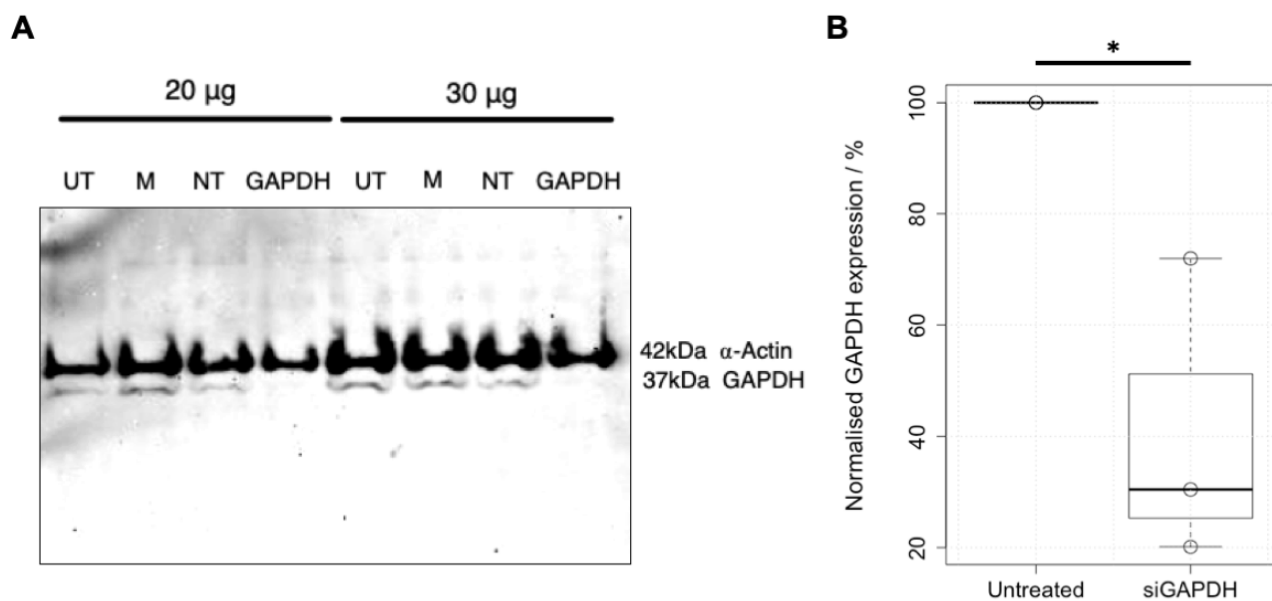 A
20 µg 30 µg
UT M NT GAPDH UT M NT GAPDH
42kDa α-Actin
37kDa GAPDH
B
*
Normalised GAPDH expression / %
100
80
60
40
20
Untreated siGAPDH